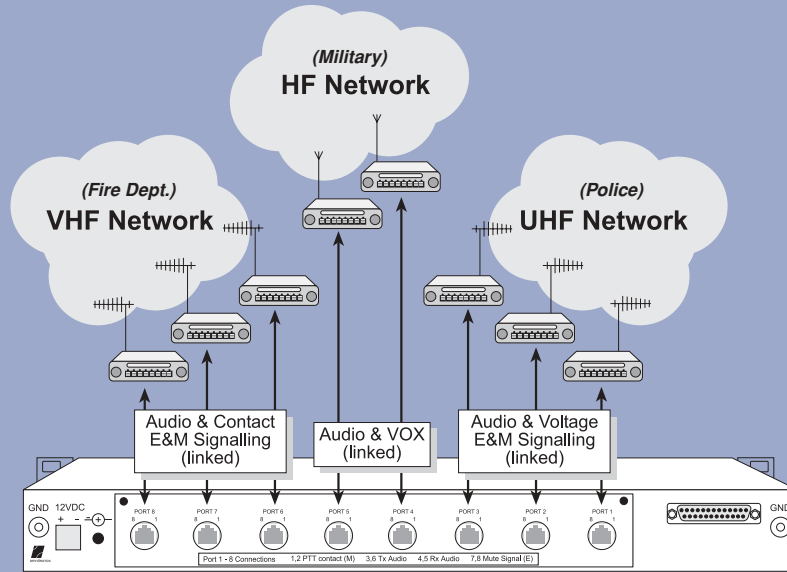 (Military)
HF Network
(Fire Dept.)
VHF Network
(Police)
UHF Network
Audio & Contact
E&M Signalling
(linked)
Audio & VOX
(linked)
Audio & Voltage
E&M Signalling
(linked)
GND
12VDC
+ -
- +
PORT 8
8 1
PORT 7
8 1
PORT 6
8 1
PORT 5
8 1
PORT 4
8 1
PORT 3
8 1
PORT 2
8 1
PORT 1
8 1
GND
Port 1 - 8 Connections 1,2 PTT contact (M) 3,6 Tx Audio 4,5 Rx Audio 7,8 Mute Signal (E)